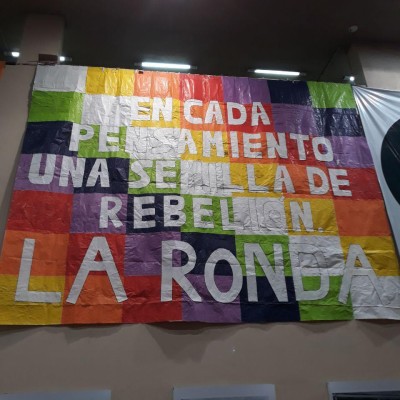 EN CADA
PENSAMIENTO
UNA SEMILLA DE
REBELIÓN.
LA RONDA